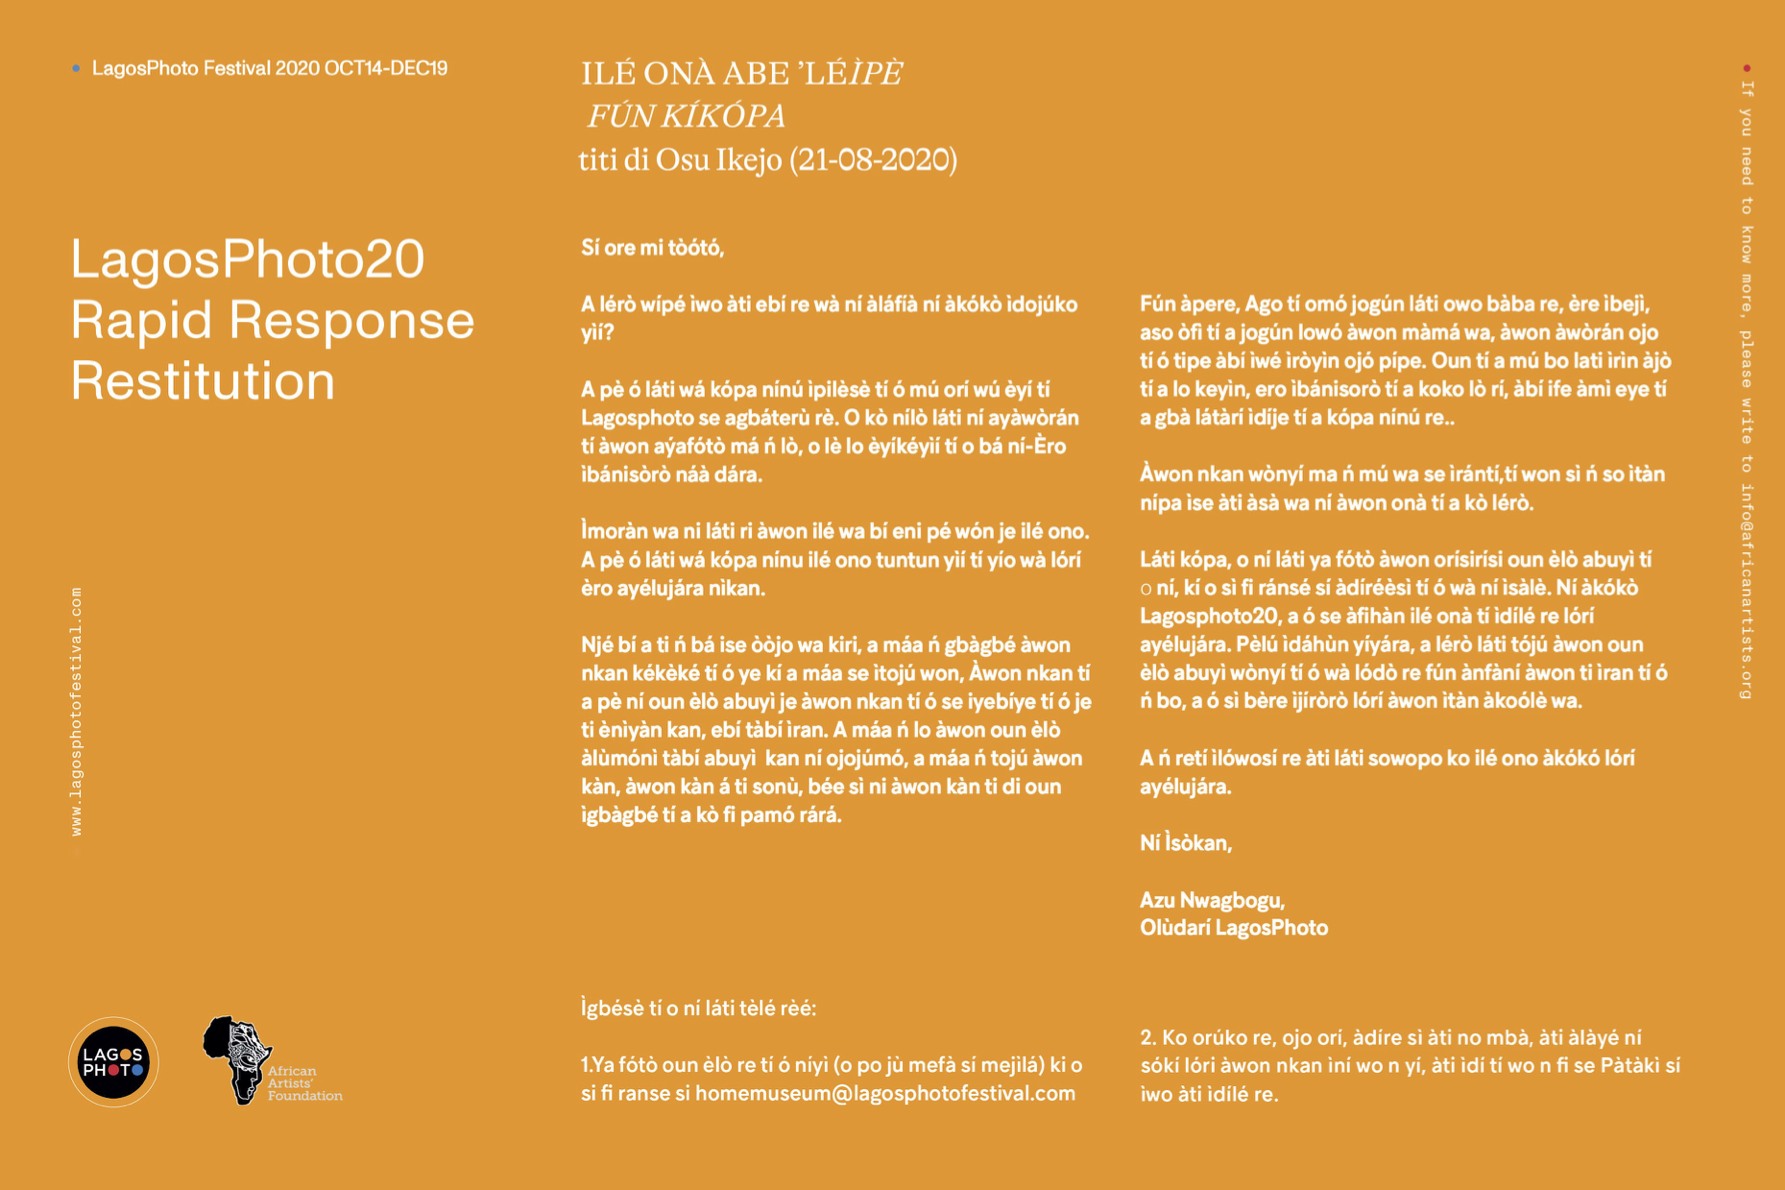 • LagosPhoto Festival 2020 OCT14-DEC19
LagosPhoto20
Rapid Response
Restitution
www.lagosphotofestival.com
ILÉ ONÀ ABE ’LÉÌPÈ
FÚN KÍKÓPA
titi di Osu Ikejo (21-08-2020)
Sí ore mi tòótó,
A lérò wípé ìwo àti ebí re wà ní àláfíà ní àkókò ìdojúko
yìí?
A pè ó láti wá kópa nínú ìpilèsè tí ó mú orí wú èyí tí
Lagosphoto se agbáterù rè. O kò nílò láti ní ayàwòrán
tí àwon aýafótò má ń lò, o lè lo èyíkéyìí tí o bá ní-Èro
ìbánisòrò náà dára.
Ìmoràn wa ni láti ri àwon ilé wa bí eni pé wón je ilé ono.
A pè ó láti wá kópa nínu ilé ono tuntun yìí tí yío wà lórí
èro ayélujára nìkan.
Njé bí a ti ń bá ise òòjo wa kiri, a máa ń gbàgbé àwon
nkan kékèké tí ó ye kí a máa se ìtojú won, Àwon nkan tí
a pè ní oun èlò abuyì je àwon nkan tí ó se iyebíye tí ó je
ti ènìyàn kan, ebí tàbí ìran. A máa ń lo àwon oun èlò
àlùmónì tàbí abuyì kan ní ojojúmó, a máa ń tojú àwon
kàn, àwon kàn á ti sonù, bée sì ni àwon kàn ti di oun
ìgbàgbé tí a kò fi pamó rárá.
Fún àpere, Ago tí omó jogún láti owo bàba re, ère ìbejì,
aso òfì tí a jogún lowó àwon màmá wa, àwon àwòrán ojo
tí ó tipe àbí ìwé ìròyìn ojó pípe. Oun tí a mú bo lati ìrìn àjò
tí a lo keyìn, ero ìbánisorò tí a koko lò rí, àbí ife àmì eye tí
a gbà látàrí ìdíje tí a kópa nínú re..
Àwon nkan wònyí ma ń mú wa se ìrántí,tí won sì ń so ìtàn
nípa ìse àti àsà wa ní àwon onà tí a kò lérò.
Láti kópa, o ní láti ya fótò àwon orísirísi oun èlò abuyì tí
o ní, kí o sì fi ránsé sí àdíréèsì tí ó wà ní ìsàlè. Ní àkókò
Lagosphoto20, a ó se àfihàn ilé onà tí ìdílé re lórí
ayélujára. Pèlú ìdáhùn yíyára, a lérò láti tójú àwon oun
èlò abuyì wònyí tí ó wà lódò re fún ànfàní àwon ti ìran tí ó
ń bo, a ó sì bère ìjíròrò lórí àwon ìtàn àkoólè wa.
A ń retí ìlówosí re àti láti sowopo ko ilé ono àkókó lórí
ayélujára.
Ní Ìsòkan,
Azu Nwagbogu,
Olùdarí LagosPhoto
Ìgbésè tí o ní láti tèlé rèé:
1.Ya fótò oun èlò re tí ó níyì (o po jù mefà sí mejìlá) ki o
si fi ranse si homemuseum@lagosphotofestival.com
2. Ko orúko re, ojo orí, àdíre sì àti no mbà, àti àlàyé ní
sókí lóri àwon nkan ìní wo n yí, àti ìdí tí wo n fi se Pàtàkì sí
ìwo àti ìdílé re.
• If you need to know more, please write to info@africanartists.org
LAGOS
PHOTO
African
Artists’
Foundation